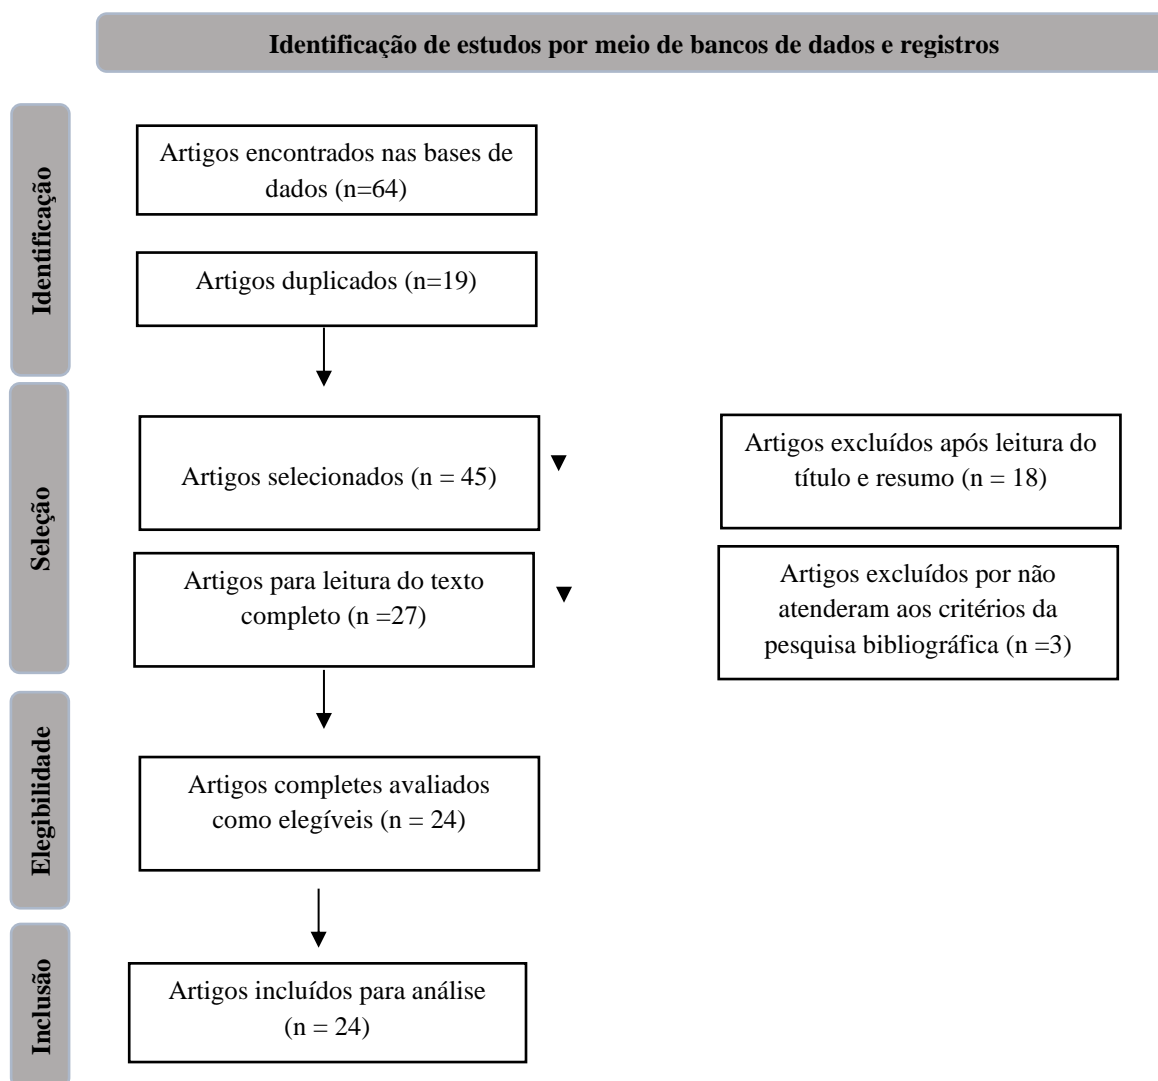 Identificação de estudos por meio de bancos de dados e registros
Identificação
Artigos encontrados nas bases de
dados (n=64)
Artigos duplicados (n=19)
Seleção
Artigos selecionados (n = 45)
Artigos excluídos após leitura do
título e resumo (n = 18)
Artigos para leitura do texto
completo (n =27)
Artigos excluídos por não
atenderam aos critérios da
pesquisa bibliográfica (n =3)
Elegibilidade
Artigos completes avaliados
como elegíveis (n = 24)
Inclusão
Artigos incluídos para análise
(n = 24)